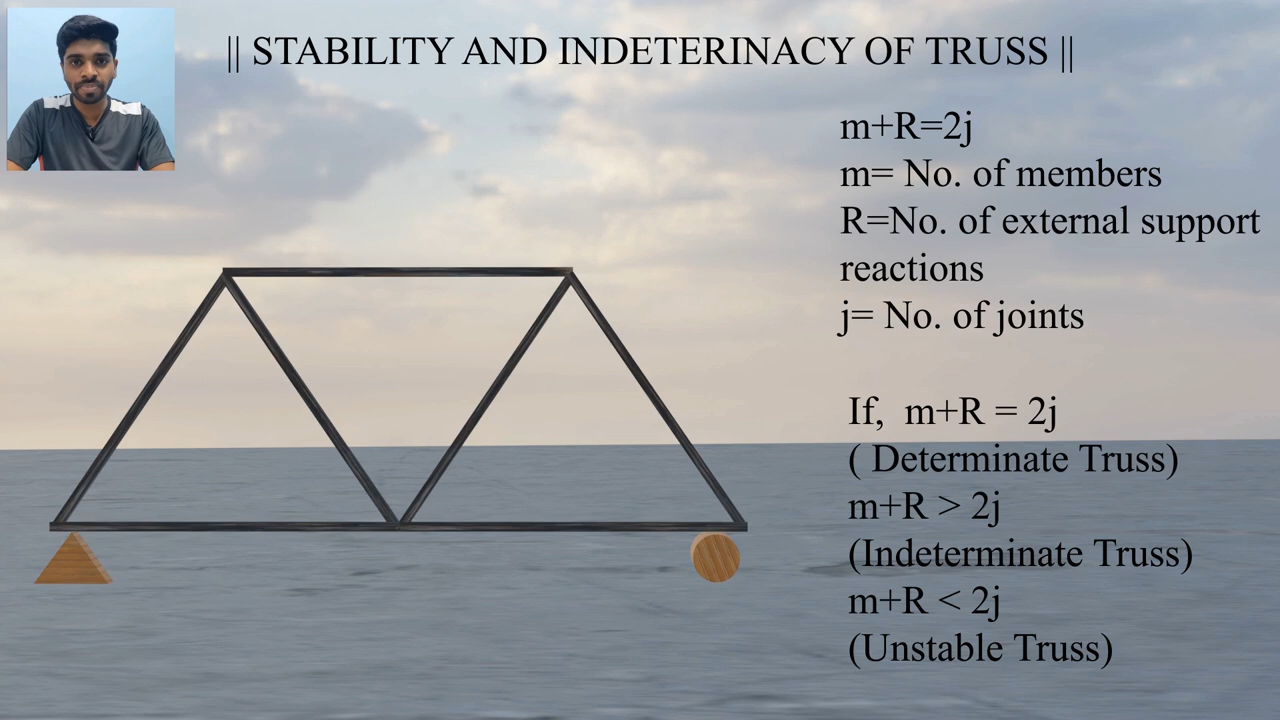 || STABILITY AND INDETERINACY OF TRUSS ||
m+R=2j
m= No. of members
R=No. of external support
reactions
j= No. of joints
If, m+R = 2j
( Determinate Truss)
m+R > 2j
(Indeterminate Truss)
m+R < 2j
(Unstable Truss)